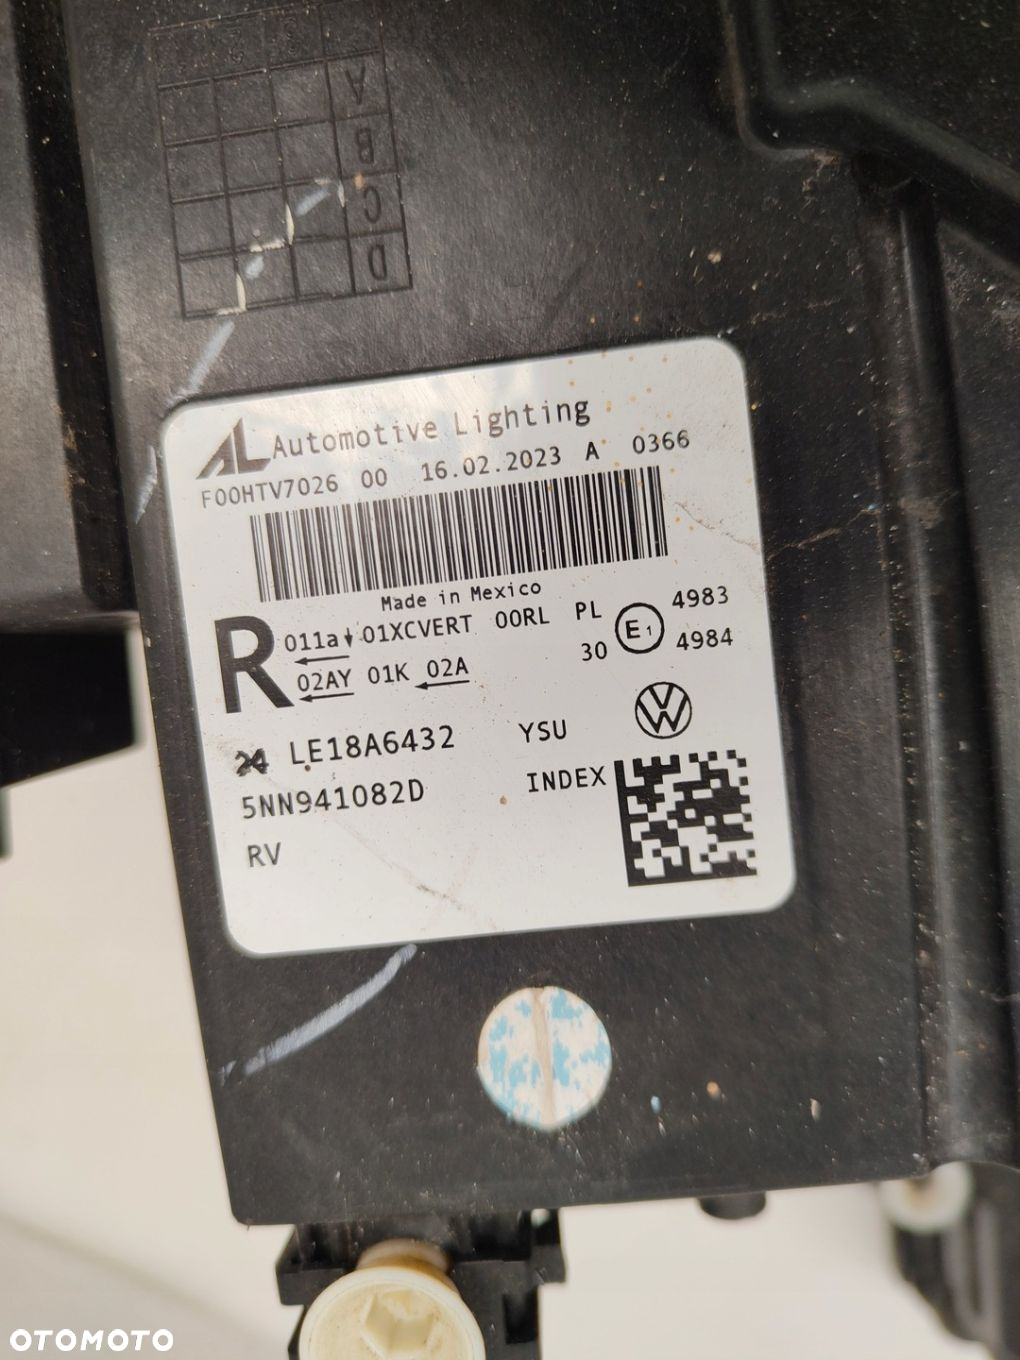 A
B
C
D
AL Automotive Lighting
F00HTV7026 00 16.02.2023 A 0366
Made in Mexico
R 011a 01XCVERT 00RL PL 30 E1 4983
02AY 01K 02A 4984
24 LE18A6432 YSU
5NN941082D INDEX
RV
OTOMOTO